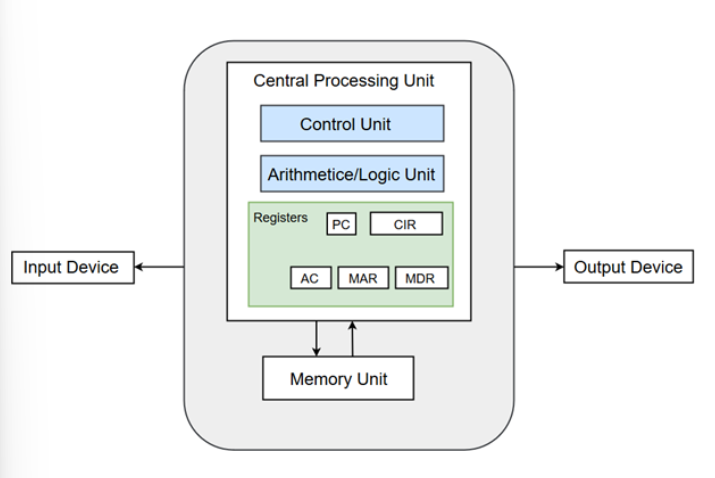 Central Processing Unit
Control Unit
Arithmetice/Logic Unit
Registers
PC
CIR
AC
MAR
MDR
Input Device
Output Device
Memory Unit